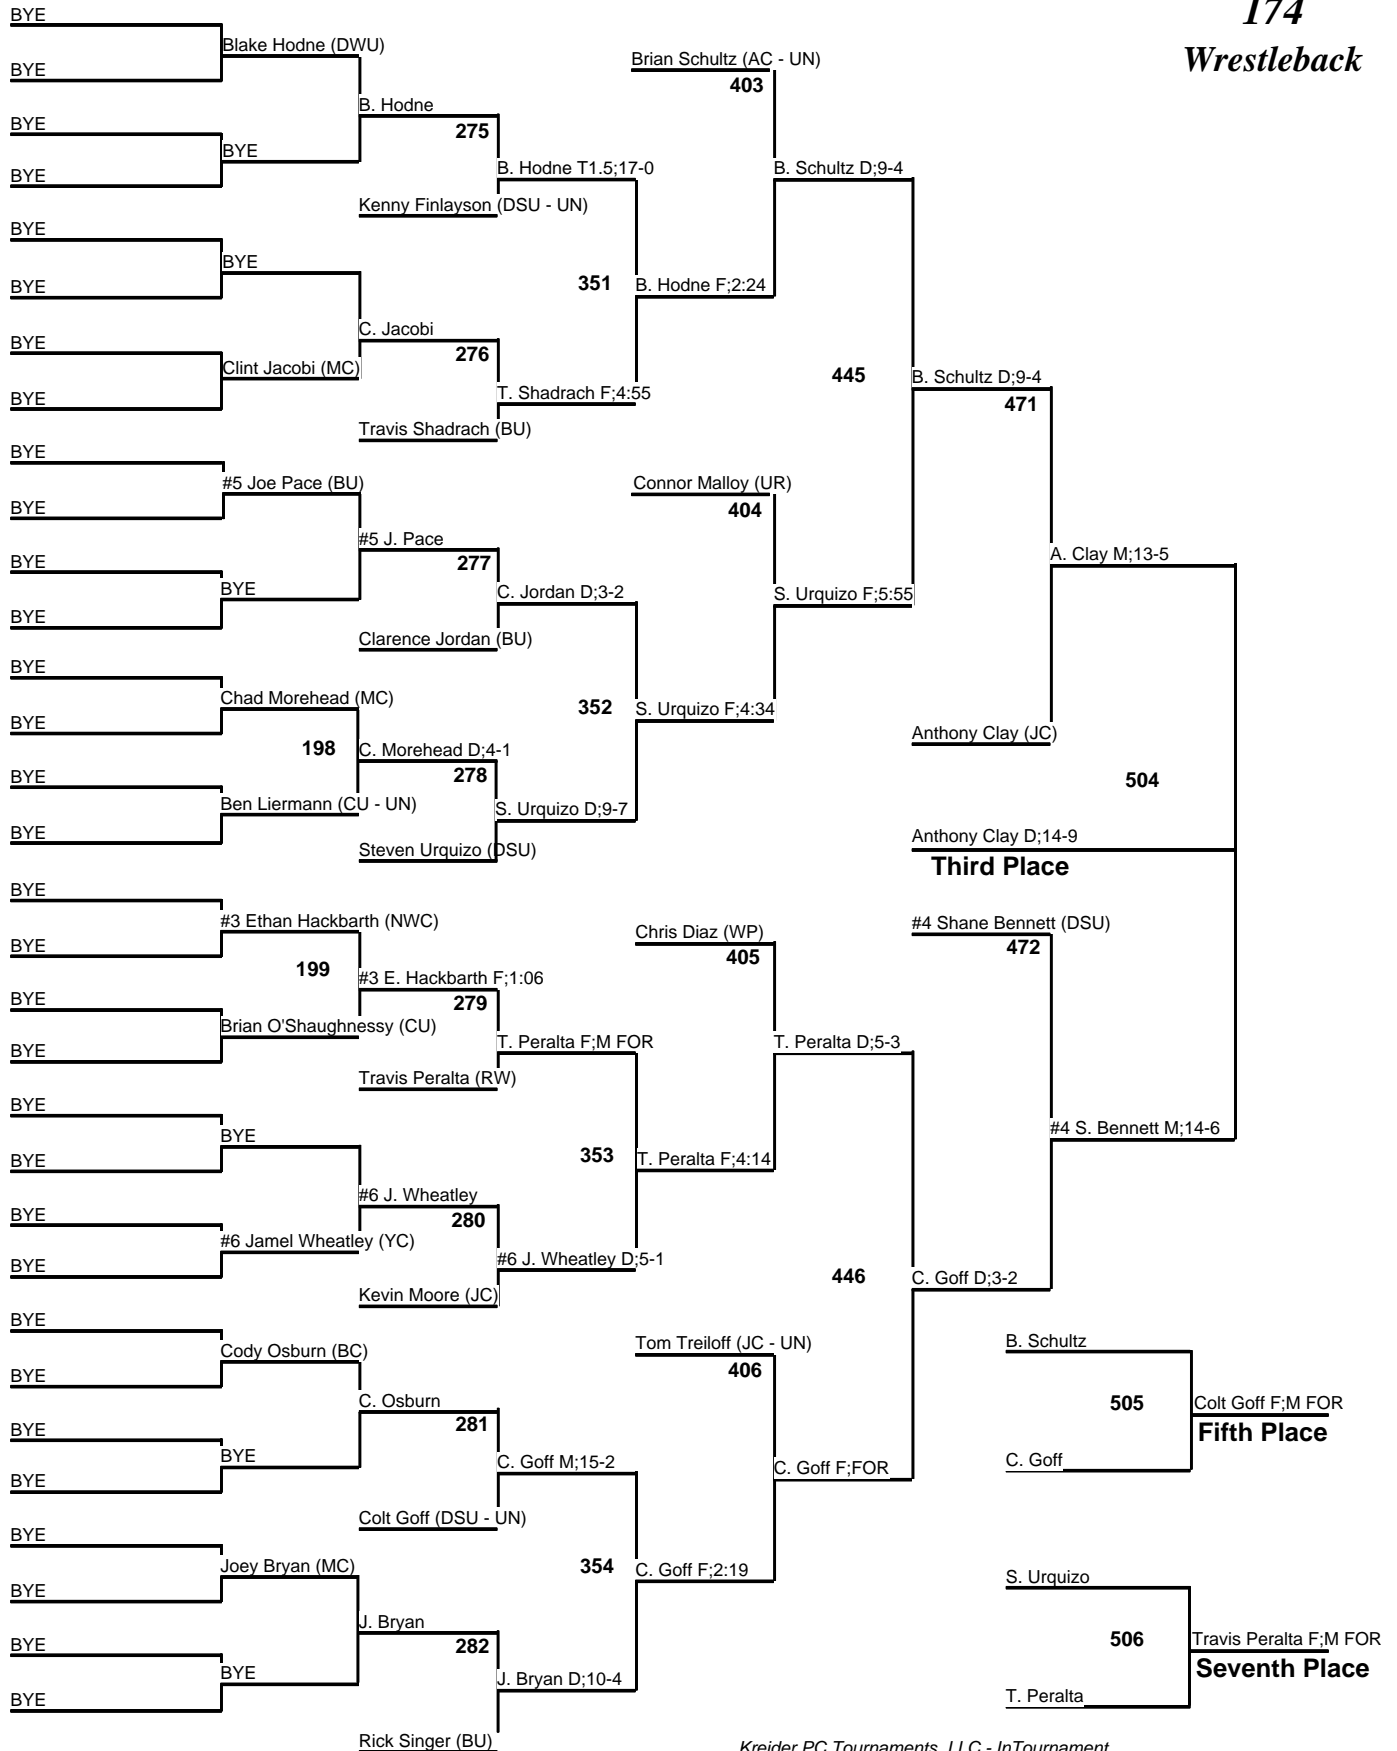 174
Wrestleback
BYE
Blake Hodne (DWU)
BYE
B. Hodne
275
BYE
BYE
BYE
B. Hodne T1.5;17-0
Kenny Finlayson (DSU - UN)
BYE
BYE
BYE
351
B. Hodne F;2:24
C. Jacobi
276
BYE
Clint Jacobi (MC)
BYE
T. Shadrach F;4:55
Travis Shadrach (BU)
Brian Schultz (AC - UN)
403
B. Schultz D;9-4
445
B. Schultz D;9-4
471
BYE
#5 Joe Pace (BU)
BYE
#5 J. Pace
277
BYE
BYE
BYE
C. Jordan D;3-2
Clarence Jordan (BU)
Connor Malloy (UR)
404
S. Urquizo F;5:55
A. Clay M;13-5
BYE
Chad Morehead (MC)
BYE
352
S. Urquizo F;4:34
198
C. Morehead D;4-1
278
BYE
Ben Liermann (CU - UN)
BYE
S. Urquizo D;9-7
Steven Urquizo (DSU)
Anthony Clay (JC)
504
Anthony Clay D;14-9
Third Place
BYE
#3 Ethan Hackbarth (NWC)
BYE
199
#3 E. Hackbarth F;1:06
279
BYE
Brian O'Shaughnessy (CU)
BYE
T. Peralta F;M FOR
Travis Peralta (RW)
Chris Diaz (WP)
405
T. Peralta D;5-3
#4 Shane Bennett (DSU)
472
#4 S. Bennett M;14-6
BYE
BYE
BYE
353
T. Peralta F;4:14
#6 J. Wheatley
280
BYE
#6 Jamel Wheatley (YC)
BYE
#6 J. Wheatley D;5-1
Kevin Moore (JC)
446
C. Goff D;3-2
BYE
Cody Osburn (BC)
BYE
C. Osburn
281
BYE
BYE
BYE
C. Goff M;15-2
Colt Goff (DSU - UN)
Tom Treiloff (JC - UN)
406
C. Goff F;FOR
B. Schultz
505
Colt Goff F;M FOR
Fifth Place
C. Goff
BYE
Joey Bryan (MC)
BYE
354
C. Goff F;2:19
J. Bryan
282
BYE
BYE
BYE
J. Bryan D;10-4
Rick Singer (BU)
S. Urquizo
506
Travis Peralta F;M FOR
Seventh Place
T. Peralta
Kreider PC Tournaments, LLC - InTournament